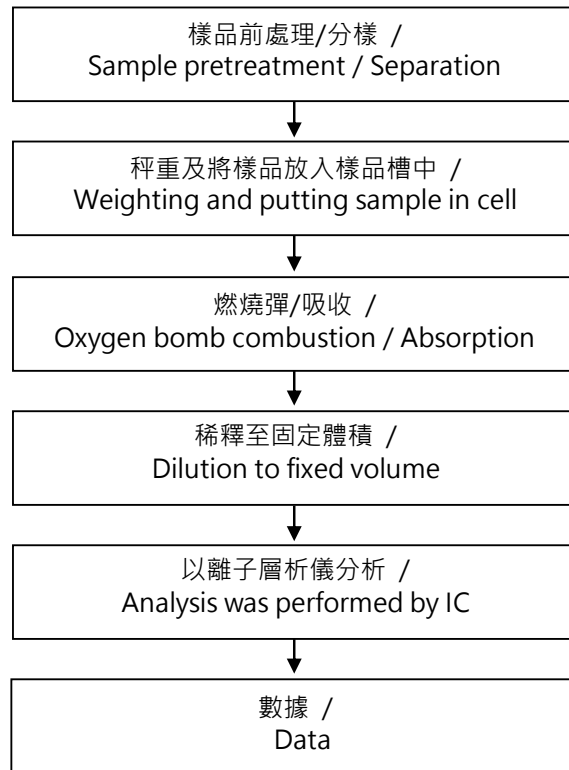 樣品前處理/分樣 /
Sample pretreatment / Separation
秤重及將樣品放入樣品槽中 /
Weighting and putting sample in cell
燃燒彈/吸收 /
Oxygen bomb combustion / Absorption
稀釋至固定體積 /
Dilution to fixed volume
以離子層析儀分析 /
Analysis was performed by IC
數據 /
Data